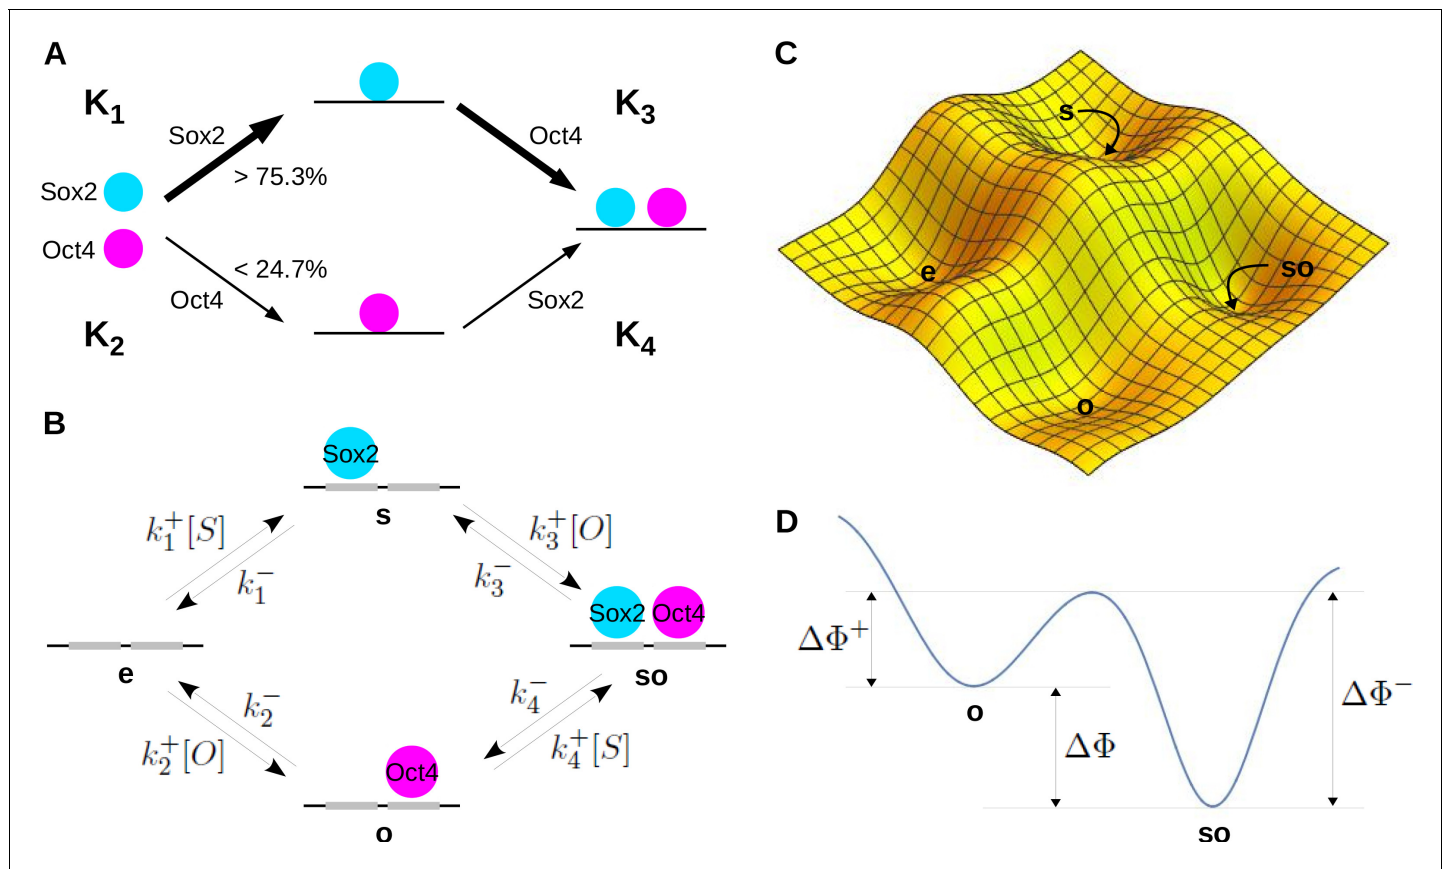 A
K₁
K₃
Sox2
Oct4
> 75.3%
Sox2
Oct4
< 24.7%
Oct4
Sox2
K₂
K₄
B
Sox2
s
k₁⁺[S]
k₁⁻
k₃⁺[O]
k₃⁻
Sox2 Oct4
e
so
k₂⁻
k₂⁺[O]
k₄⁻
k₄⁺[S]
Oct4
o
C
s
e
so
o
D
ΔΦ⁺
ΔΦ⁻
o
ΔΦ
so